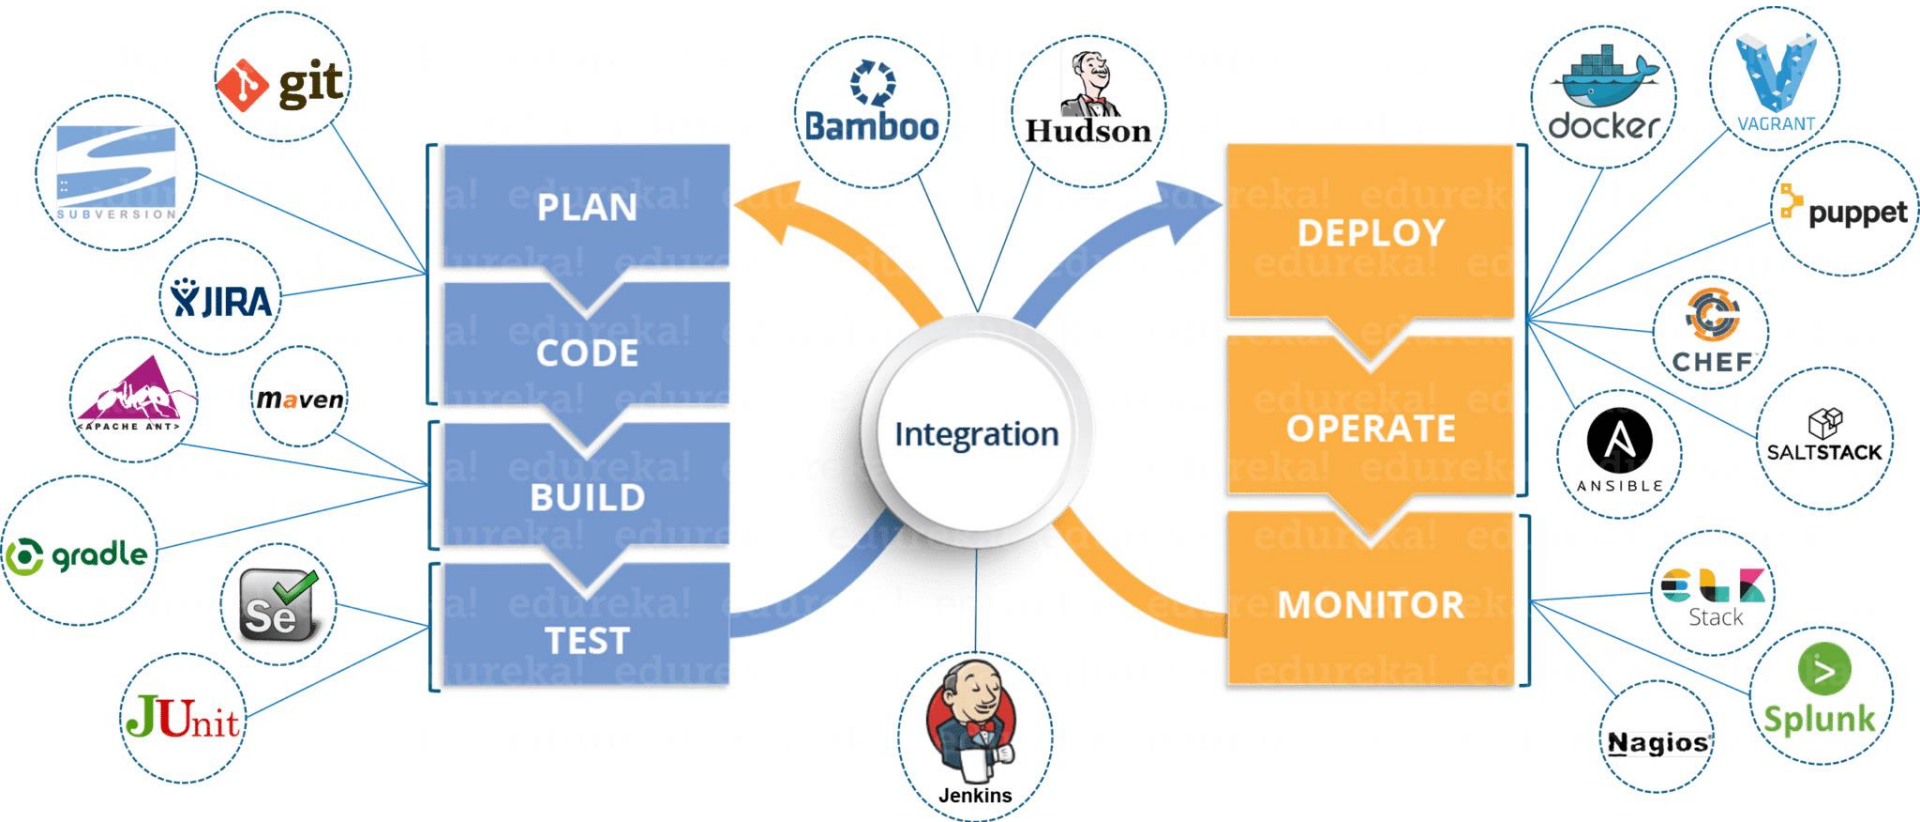 git
SUBVERSION
JIRA
<APACHE ANT>
maven
gradle
Se
JUnit
PLAN
CODE
BUILD
TEST
Bamboo
Hudson
Integration
Jenkins
DEPLOY
OPERATE
MONITOR
docker
VAGRANT
puppet
CHEF
SALTSTACK
ANSIBLE
ELK
Stack
Splunk
Nagios
edureka!